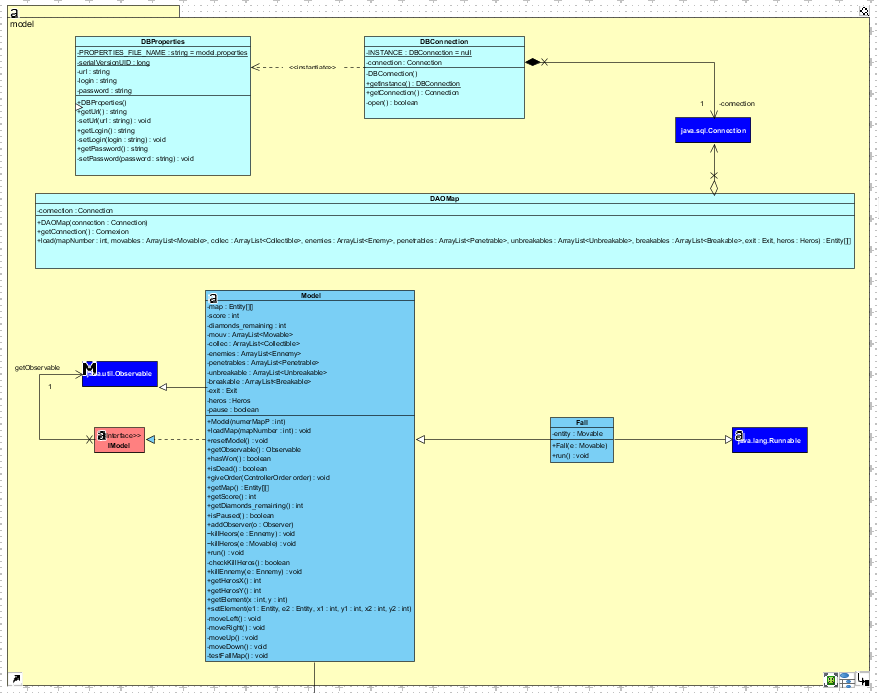 model
DBProperties
-PROPERTIES_FILE_NAME : string = model.properties
-serialVersionUID : long
-url : string
-login : string
-password : string
+DBProperties()
+getUrl() : string
-setUrl(url : string) : void
+getLogin() : string
-setLogin(login : string) : void
+getPassword() : string
-setPassword(password : string) : void
<<instantiates>>
DBConnection
-INSTANCE : DBConnection = null
-connection : Connection
-DBConnection()
+getInstance() : DBConnection
+getConnection() : Connection
-open() : boolean
1
-connection
java.sql.Connection
DAOMap
-connection : Connection
+DAOMap(connection : Connection)
+getConnection() : Connexion
+load(mapNumber : int, movables : ArrayList<Movable>, collec : ArrayList<Collectible>, enemies : ArrayList<Enemy>, penetrables : ArrayList<Penetrable>, unbreakables : ArrayList<Unbreakable>, breakables : ArrayList<Breakable>, exit : Exit, heros : Heros) : Entity[][]
Model
-map : Entity[][]
-score : int
-diamonds_remaining : int
-mouv : ArrayList<Movable>
-collec : ArrayList<Collectible>
-enemies : ArrayList<Ennemy>
-penetrables : ArrayList<Penetrable>
-unbreakable : ArrayList<Unbreakable>
-breakable : ArrayList<Breakable>
-exit : Exit
-heros : Heros
-pause : boolean
+Model(numerMapP : int)
+loadMap(mapNumber : int) : void
+resetModel() : void
+getObservable() : Observable
+hasWon() : boolean
+isDead() : boolean
+giveOrder(ControllerOrder order) : void
+getMap() : Entity[][]
+getScore() : int
+getDiamonds_remaining() : int
+isPaused() : boolean
+addObserver(o : Observer)
~killHeors(e : Ennemy) : void
~killHeros(e : Movable) : void
+run() : void
-checkKillHeros() : boolean
+killEnnemy(e : Ennemy) : void
+getHerosX() : int
+getHerosY() : int
+getElement(x : int, y : int)
+setElement(e1 : Entity, e2 : Entity, x1 : int, y1 : int, x2 : int, y2 : int)
-moveLeft() : void
-moveRight() : void
-moveUp() : void
-moveDown() : void
-testFallMap() : void
getObservable
1
.util.Observable
interface>>
IModel
Fall
-entity : Movable
+Fall(e : Movable)
+run() : void
java.lang.Runnable